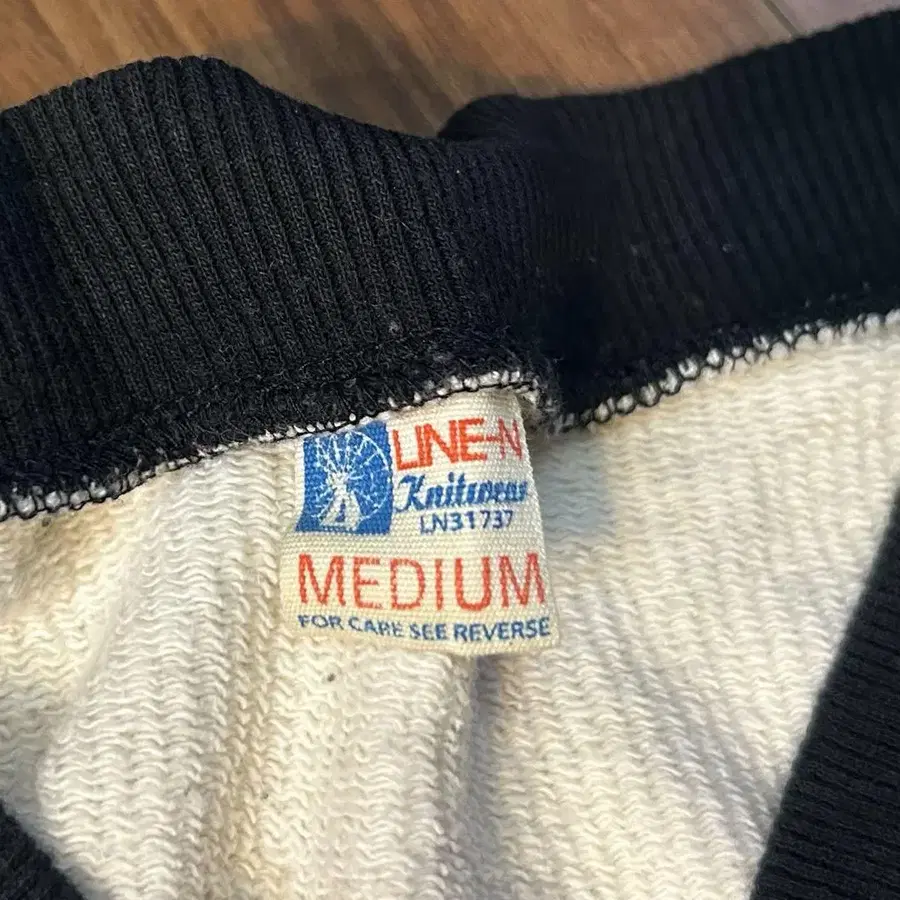 LINE-N
Knitwear
LN31737
MEDIUM
FOR CARE SEE REVERSE